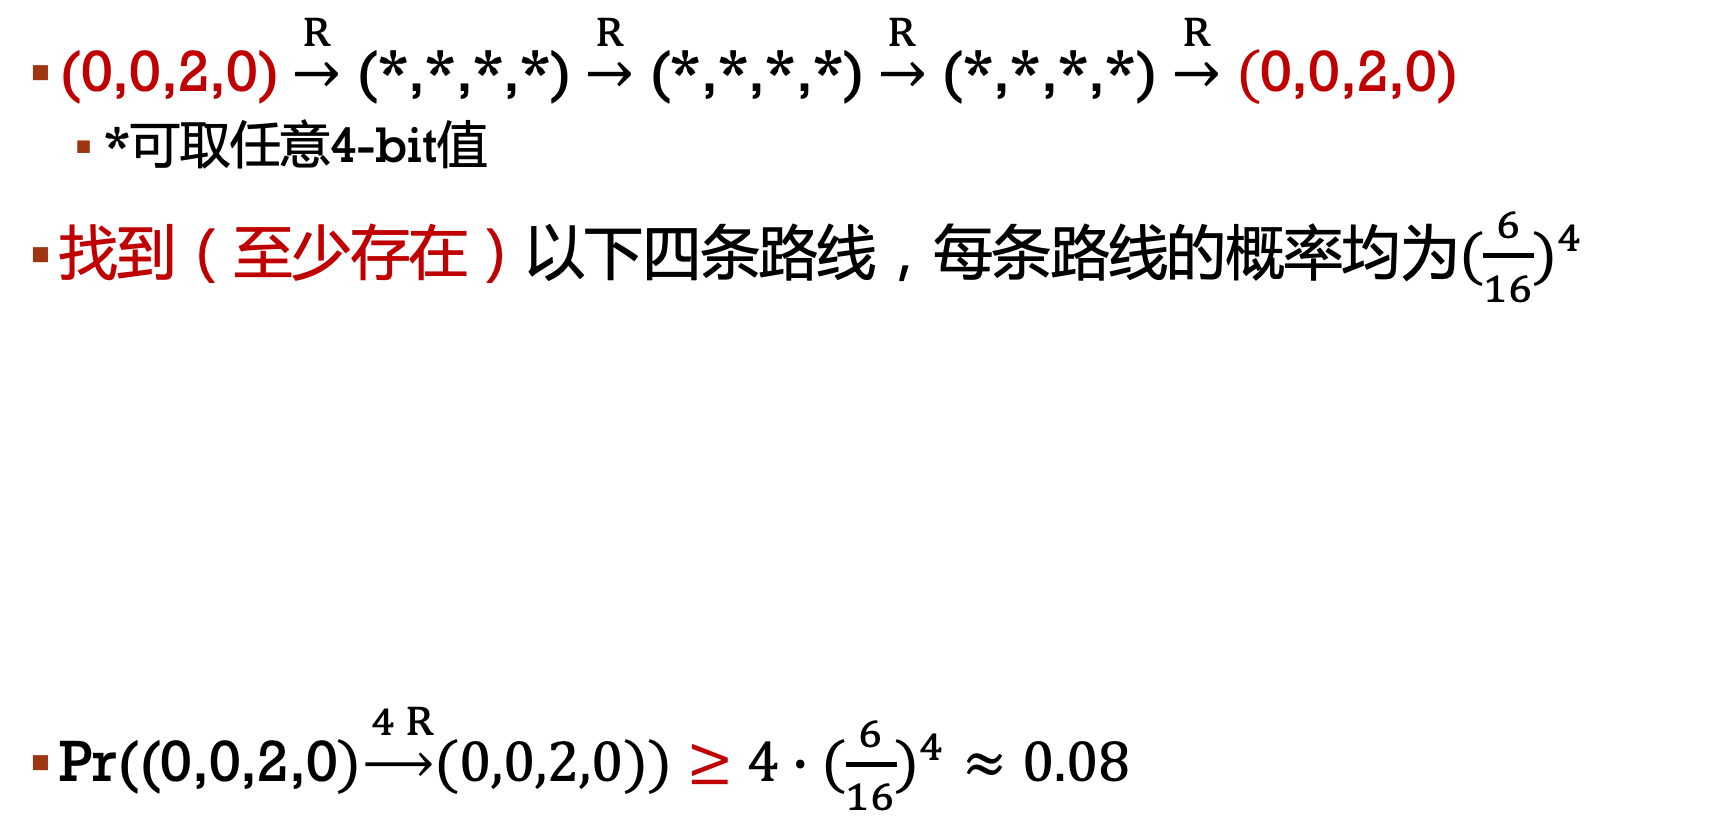 ▪(0,0,2,0) →R (*,*,*,*) →R (*,*,*,*) →R (*,*,*,*) →R (0,0,2,0)
▪*可取任意4-bit值
▪找到（至少存在）以下四条路线，每条路线的概率均为(6/16)^4
▪Pr((0,0,2,0) →4 R (0,0,2,0)) ≥ 4·(6/16)^4 ≈ 0.08